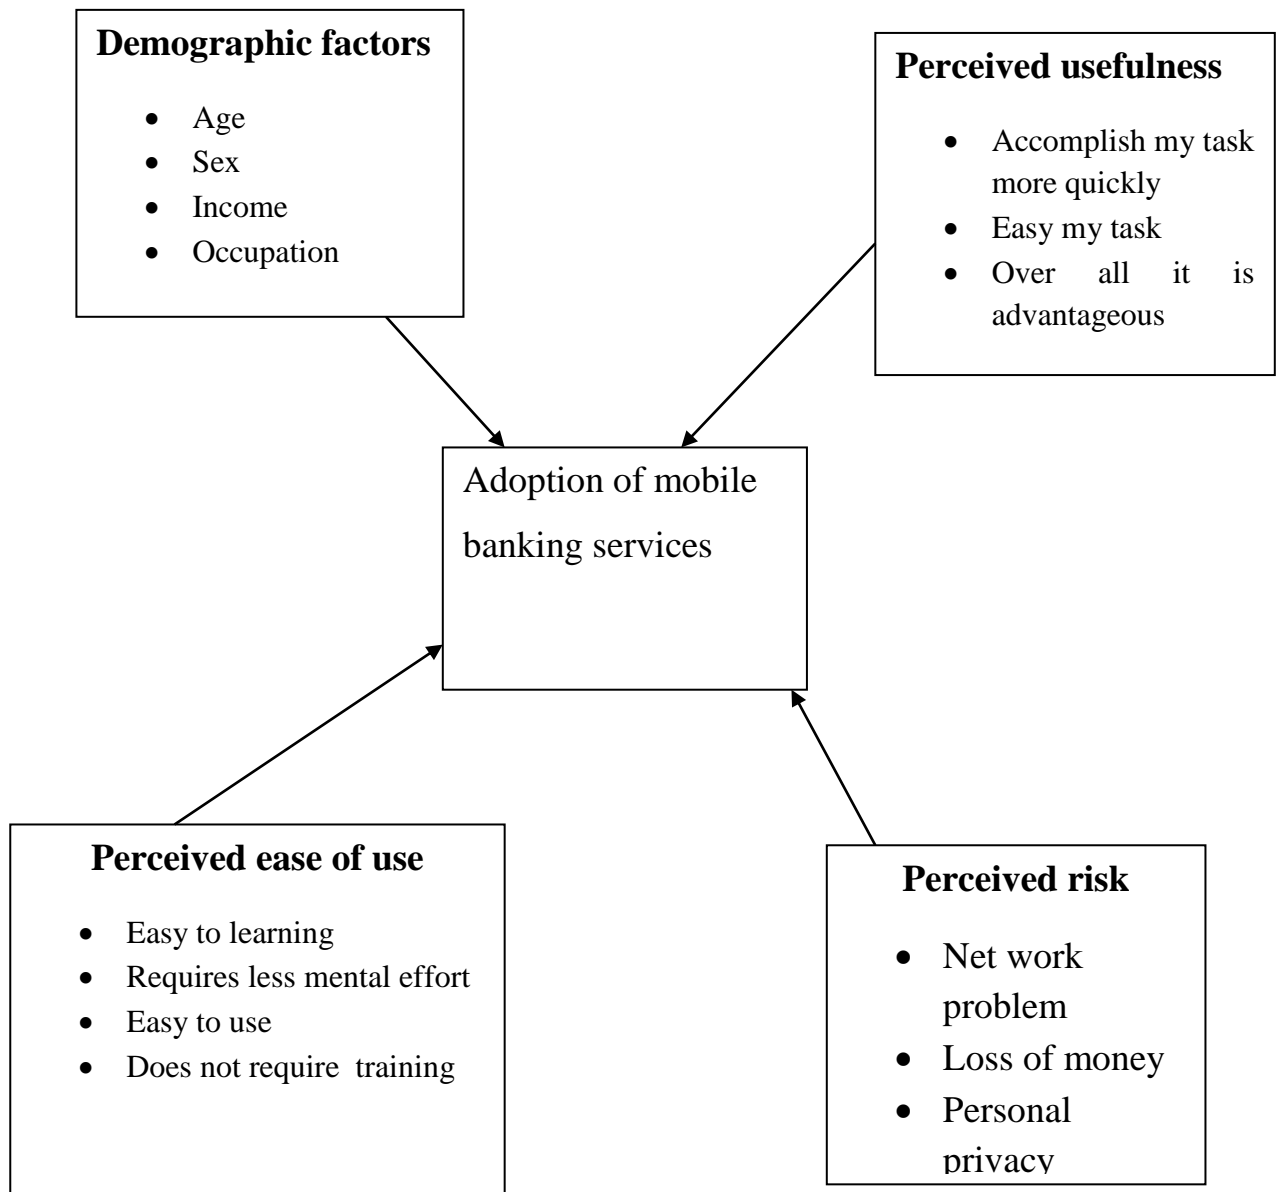 Demographic factors
• Age
• Sex
• Income
• Occupation
Perceived usefulness
• Accomplish my task
more quickly
• Easy my task
• Over all it is
advantageous
Adoption of mobile
banking services
Perceived ease of use
• Easy to learning
• Requires less mental effort
• Easy to use
• Does not require training
Perceived risk
• Net work
problem
• Loss of money
• Personal
privacy